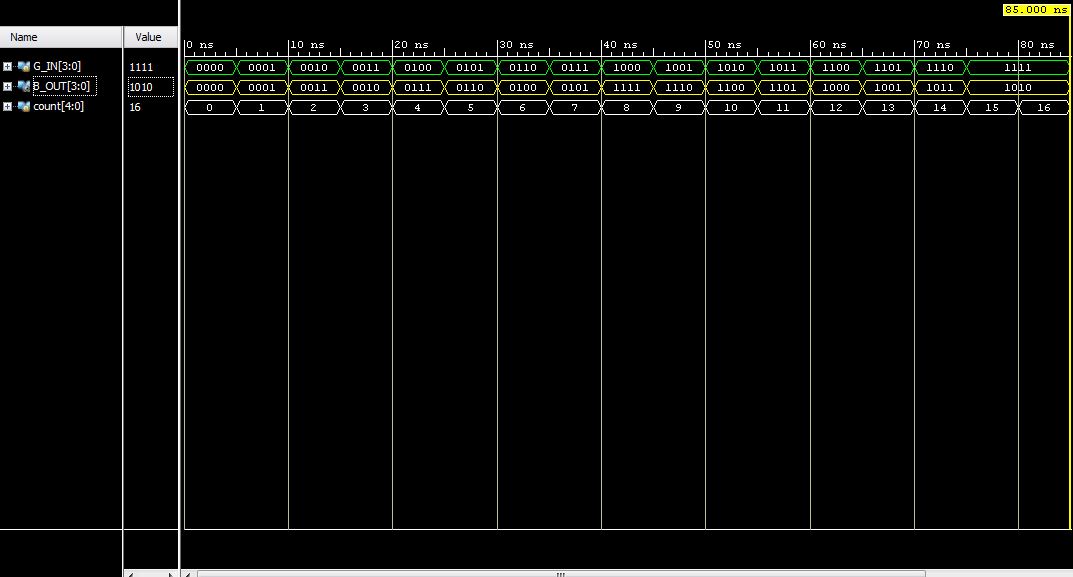 85.000 ns
Name Value
0 ns 10 ns 20 ns 30 ns 40 ns 50 ns 60 ns 70 ns 80 ns
G_IN[3:0] 1111 0000 0001 0010 0011 0100 0101 0110 0111 1000 1001 1010 1011 1100 1101 1110 1111
B_OUT[3:0] 1010 0000 0001 0011 0010 0111 0110 0100 0101 1111 1110 1100 1101 1000 1001 1011 1010
count[4:0] 16 0 1 2 3 4 5 6 7 8 9 10 11 12 13 14 15 16